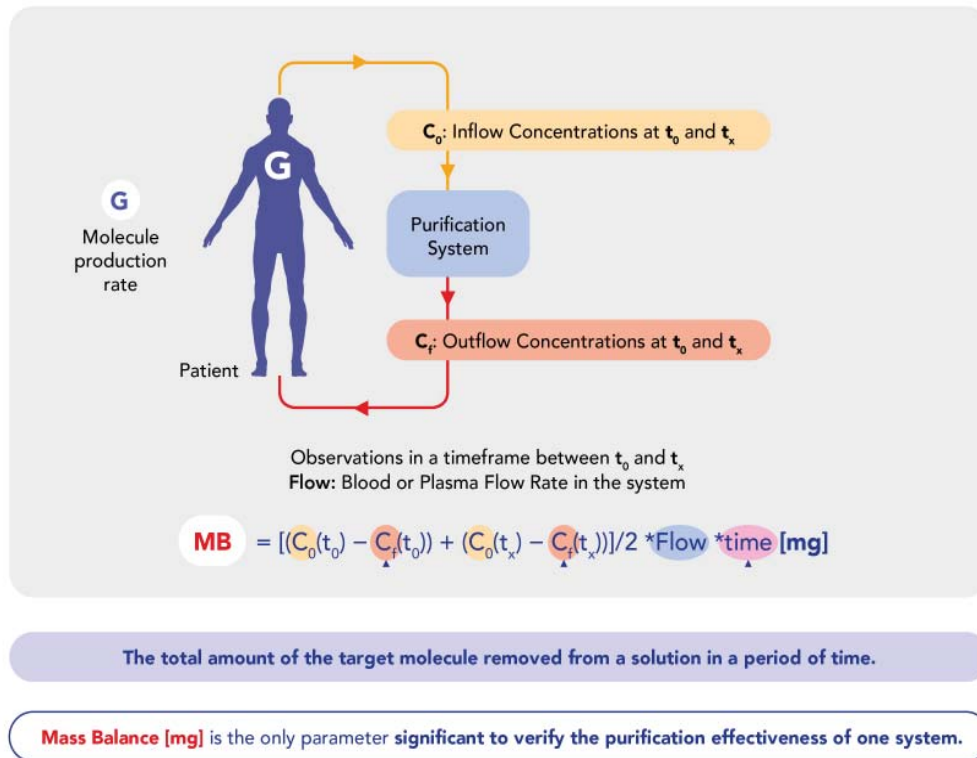 G
C₀: Inflow Concentrations at t₀ and tₓ
G
Molecule
production
rate
Purification
System
C_f: Outflow Concentrations at t₀ and tₓ
Patient
Observations in a timeframe between t₀ and tₓ
Flow: Blood or Plasma Flow Rate in the system
MB = [(C₀(t₀) – C_f(t₀)) + (C₀(tₓ) – C_f(tₓ))]/2 *Flow *time [mg]
The total amount of the target molecule removed from a solution in a period of time.
Mass Balance [mg] is the only parameter significant to verify the purification effectiveness of one system.